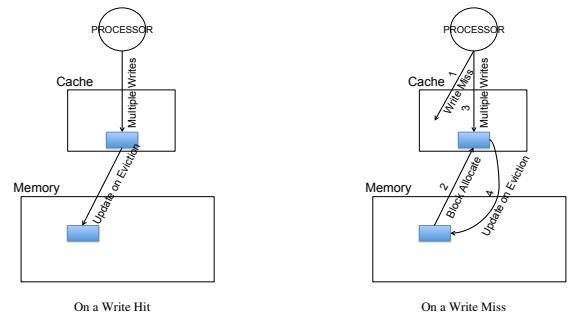 PROCESSOR
Multiple Writes
Cache
Update on Eviction
Memory
On a Write Hit
PROCESSOR
1
Write Miss
3
Multiple Writes
Cache
2
Block Allocate
4
Update on Eviction
Memory
On a Write Miss